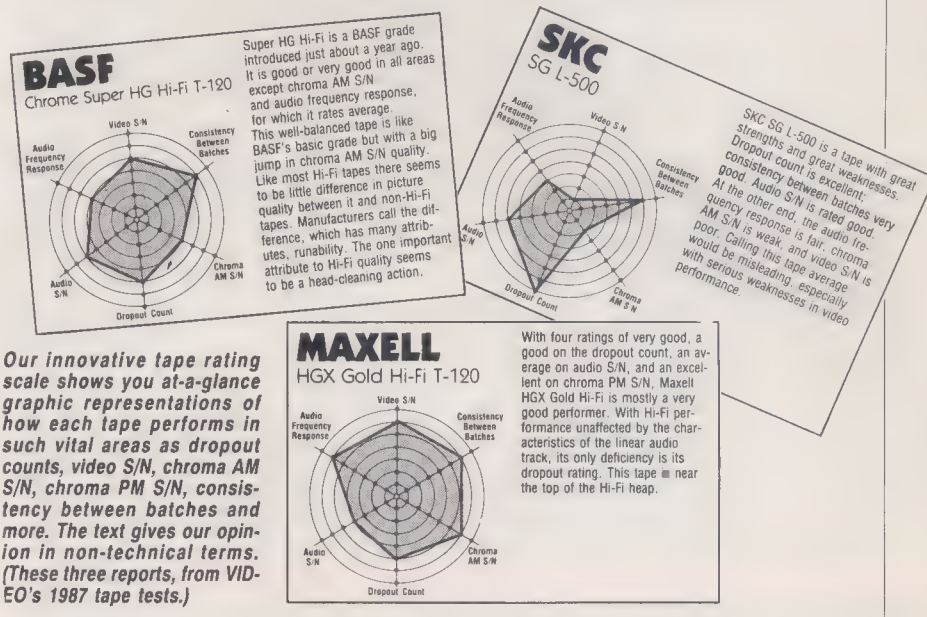 BASF
Chrome Super HG Hi-Fi T-120
Video S/N
Consistency
Between
Batches
Chroma
AM S/N
Dropout Count
Audio
S/N
Audio
Frequency
Response
Super HG Hi-Fi is a BASF grade
introduced just about a year ago.
It is good or very good in all areas
except chroma AM S/N
and audio frequency response,
for which it rates average.
This well-balanced tape is like
BASF's basic grade but with a big
jump in chroma AM S/N quality.
Like most Hi-Fi tapes there seems
to be little difference in picture
quality between it and non-Hi-Fi
tapes. Manufacturers call the dif-
ference, which has many attrib-
utes, runability. The one important
attribute to Hi-Fi quality seems
to be a head-cleaning action.
SKC
SG L-500
Audio
Frequency
Response
Video S/N
Consistency
Between
Batches
Chroma
AM S/N
Dropout Count
Audio
S/N
SKC SG L-500 is a tape with great
strengths and great weaknesses.
Dropout count is excellent;
consistency between batches very
good. Audio S/N is rated good.
At the other end, the audio fre-
quency response is fair, chroma
AM S/N is weak, and video S/N is
poor. Calling this tape average
would be misleading, especially
with serious weaknesses in video
performance.
Our innovative tape rating
scale shows you at-a-glance
graphic representations of
how each tape performs in
such vital areas as dropout
counts, video S/N, chroma AM
S/N, chroma PM S/N, consis-
tency between batches and
more. The text gives our opin-
ion in non-technical terms.
(These three reports, from VID-
EO's 1987 tape tests.)
MAXELL
HGX Gold Hi-Fi T-120
Video S/N
Audio
Frequency
Response
Consistency
Between
Batches
Audio
S/N
Chroma
AM S/N
Dropout Count
With four ratings of very good, a
good on the dropout count, an av-
erage on audio S/N, and an excel-
lent on chroma PM S/N, Maxell
HGX Gold Hi-Fi is mostly a very
good performer. With Hi-Fi per-
formance unaffected by the char-
acteristics of the linear audio
track, its only deficiency is its
dropout rating. This tape near
the top of the Hi-Fi heap.